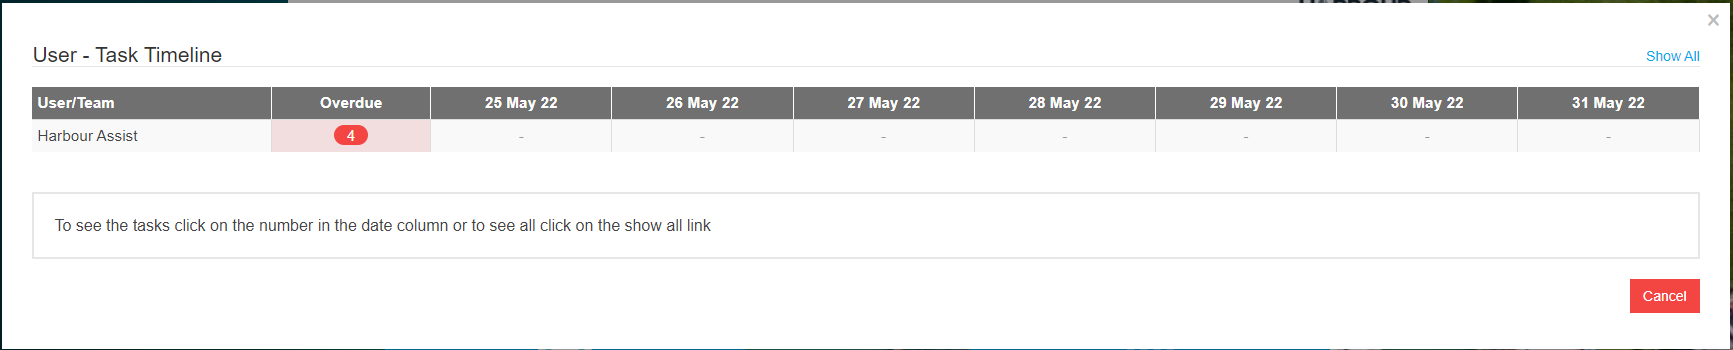 ×
User - Task Timeline
Show All
User/Team Overdue 25 May 22 26 May 22 27 May 22 28 May 22 29 May 22 30 May 22 31 May 22
Harbour Assist 4 - - - - - - -
To see the tasks click on the number in the date column or to see all click on the show all link
Cancel